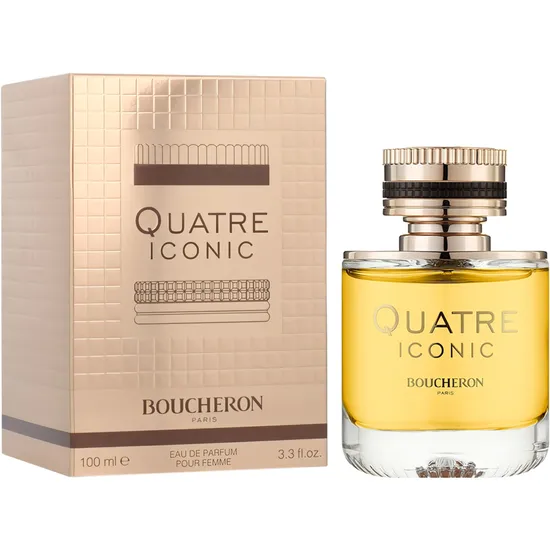 QUATRE
ICONIC
BOUCHERON
PARIS
100 ml e
EAU DE PARFUM
POUR FEMME
3.3 fl.oz.
QUATRE
ICONIC
BOUCHERON
PARIS